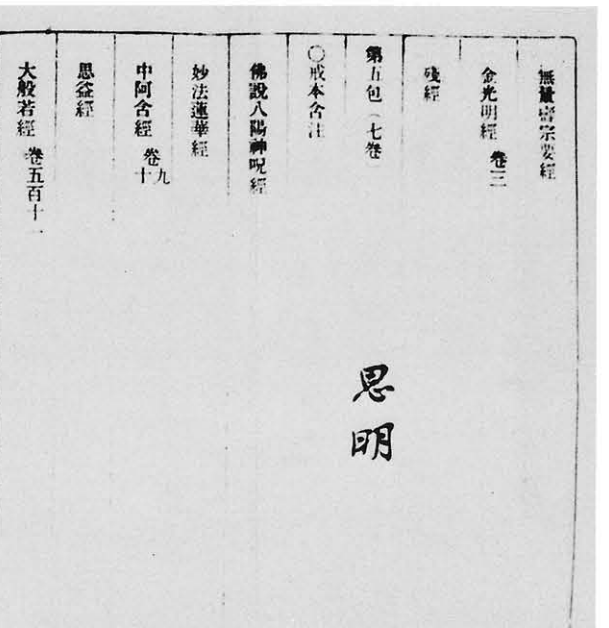 無量壽宗要經
金光明經 卷三
殘經
第五包（七卷）
〇戒本含注
思明
佛說八陽神呪經
妙法蓮華經
中阿含經 卷九 十
思益經
大般若經 卷五百十一